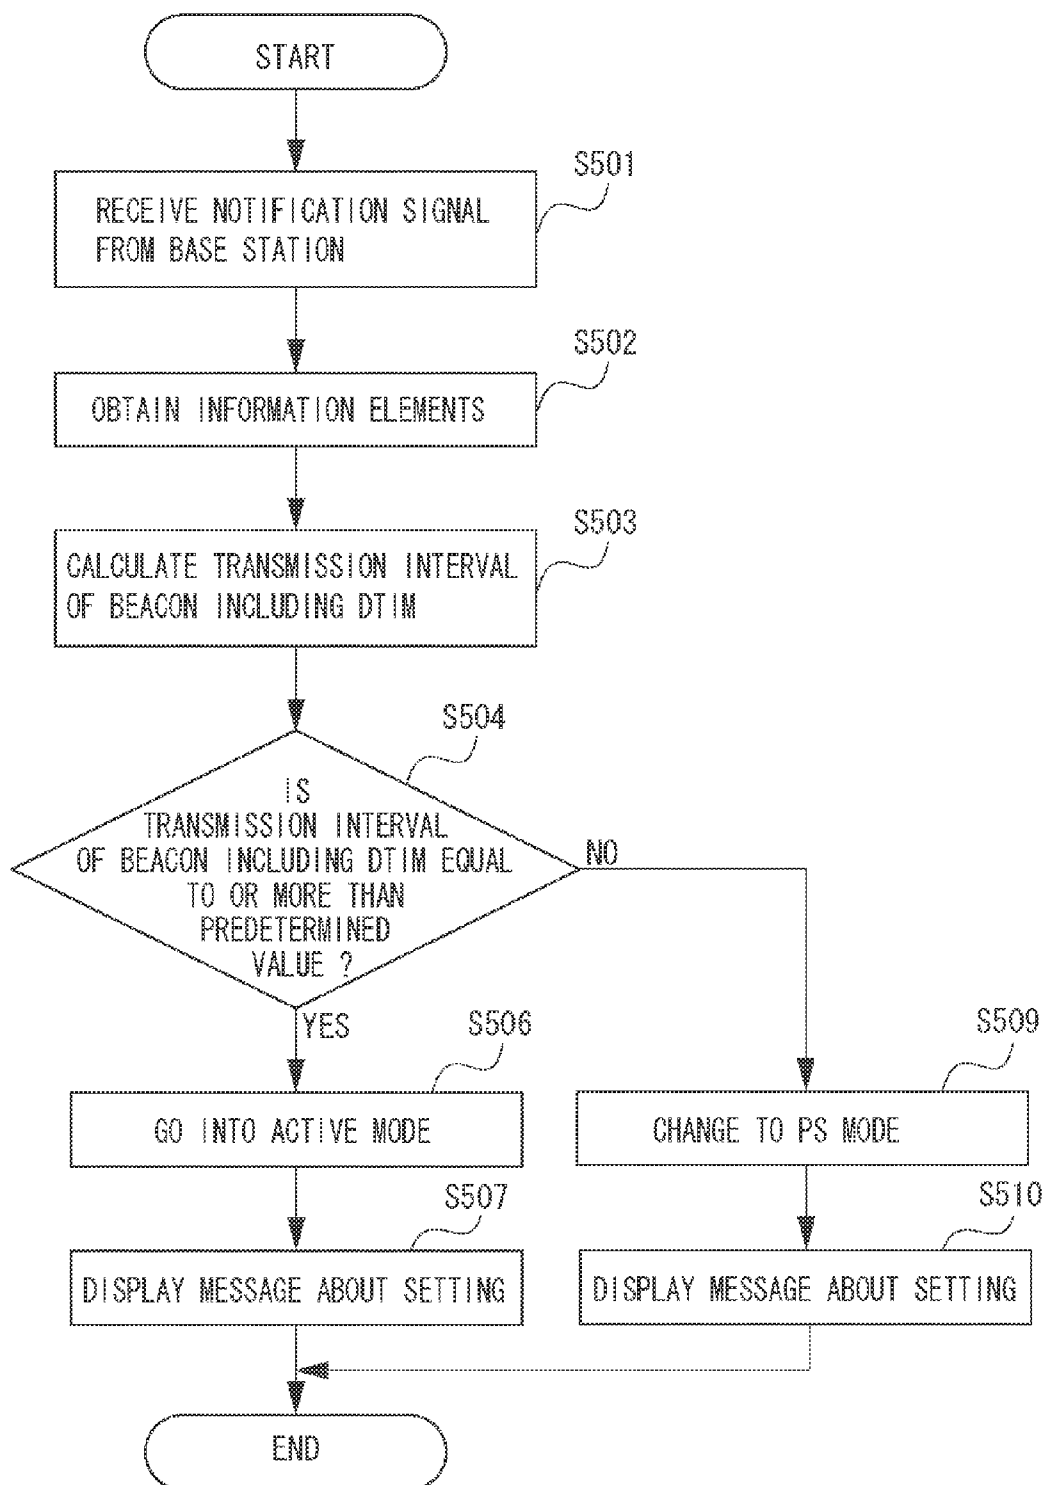 START
S501
RECEIVE NOTIFICATION SIGNAL
FROM BASE STATION
S502
OBTAIN INFORMATION ELEMENTS
S503
CALCULATE TRANSMISSION INTERVAL
OF BEACON INCLUDING DTIM
S504
IS
TRANSMISSION INTERVAL
OF BEACON INCLUDING DTIM EQUAL
TO OR MORE THAN
PREDETERMINED
VALUE ?
NO
YES
S506
GO INTO ACTIVE MODE
S509
CHANGE TO PS MODE
S507
DISPLAY MESSAGE ABOUT SETTING
S510
DISPLAY MESSAGE ABOUT SETTING
END